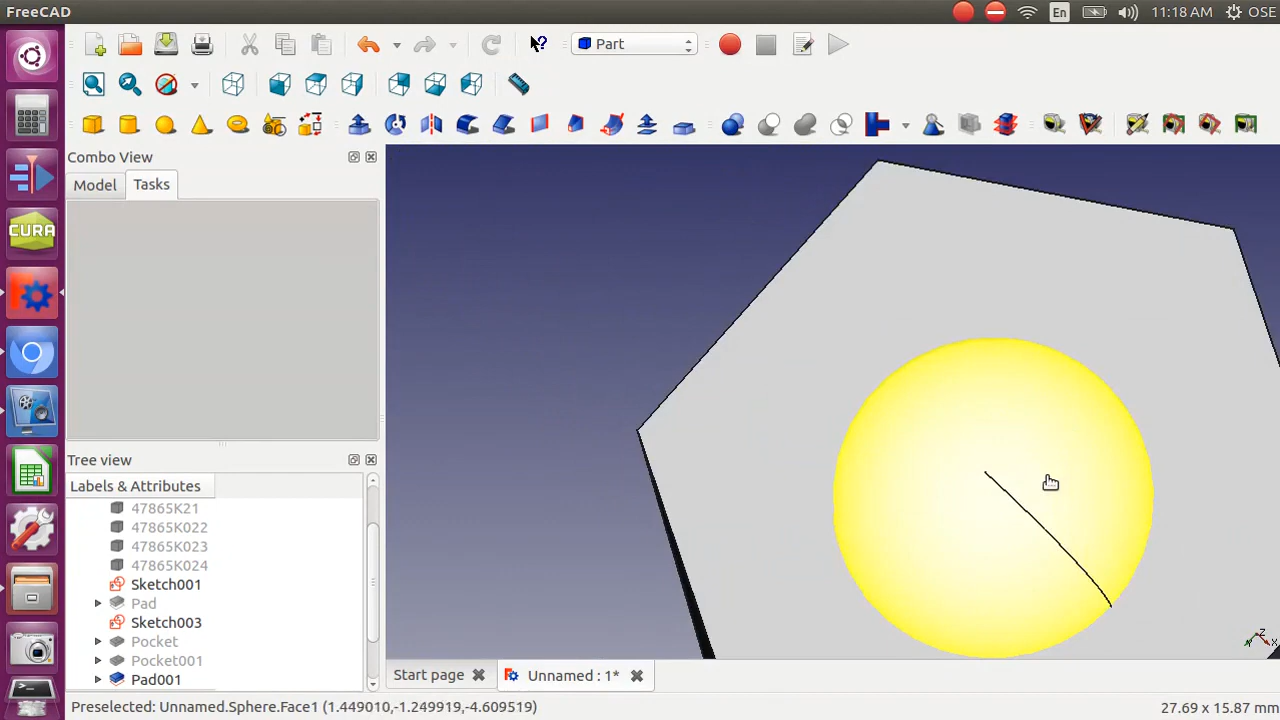 FreeCAD
En
11:18 AM
OSE
Part
Combo View
Model
Tasks
CURA
Tree view
Labels & Attributes
47865K21
47865K022
47865K023
47865K024
Sketch001
Pad
Sketch003
Pocket
Pocket001
Pad001
Start page
Unnamed : 1*
Preselected: Unnamed.Sphere.Face1 (1.449010,-1.249919,-4.609519)
27.69 x 15.87 mm